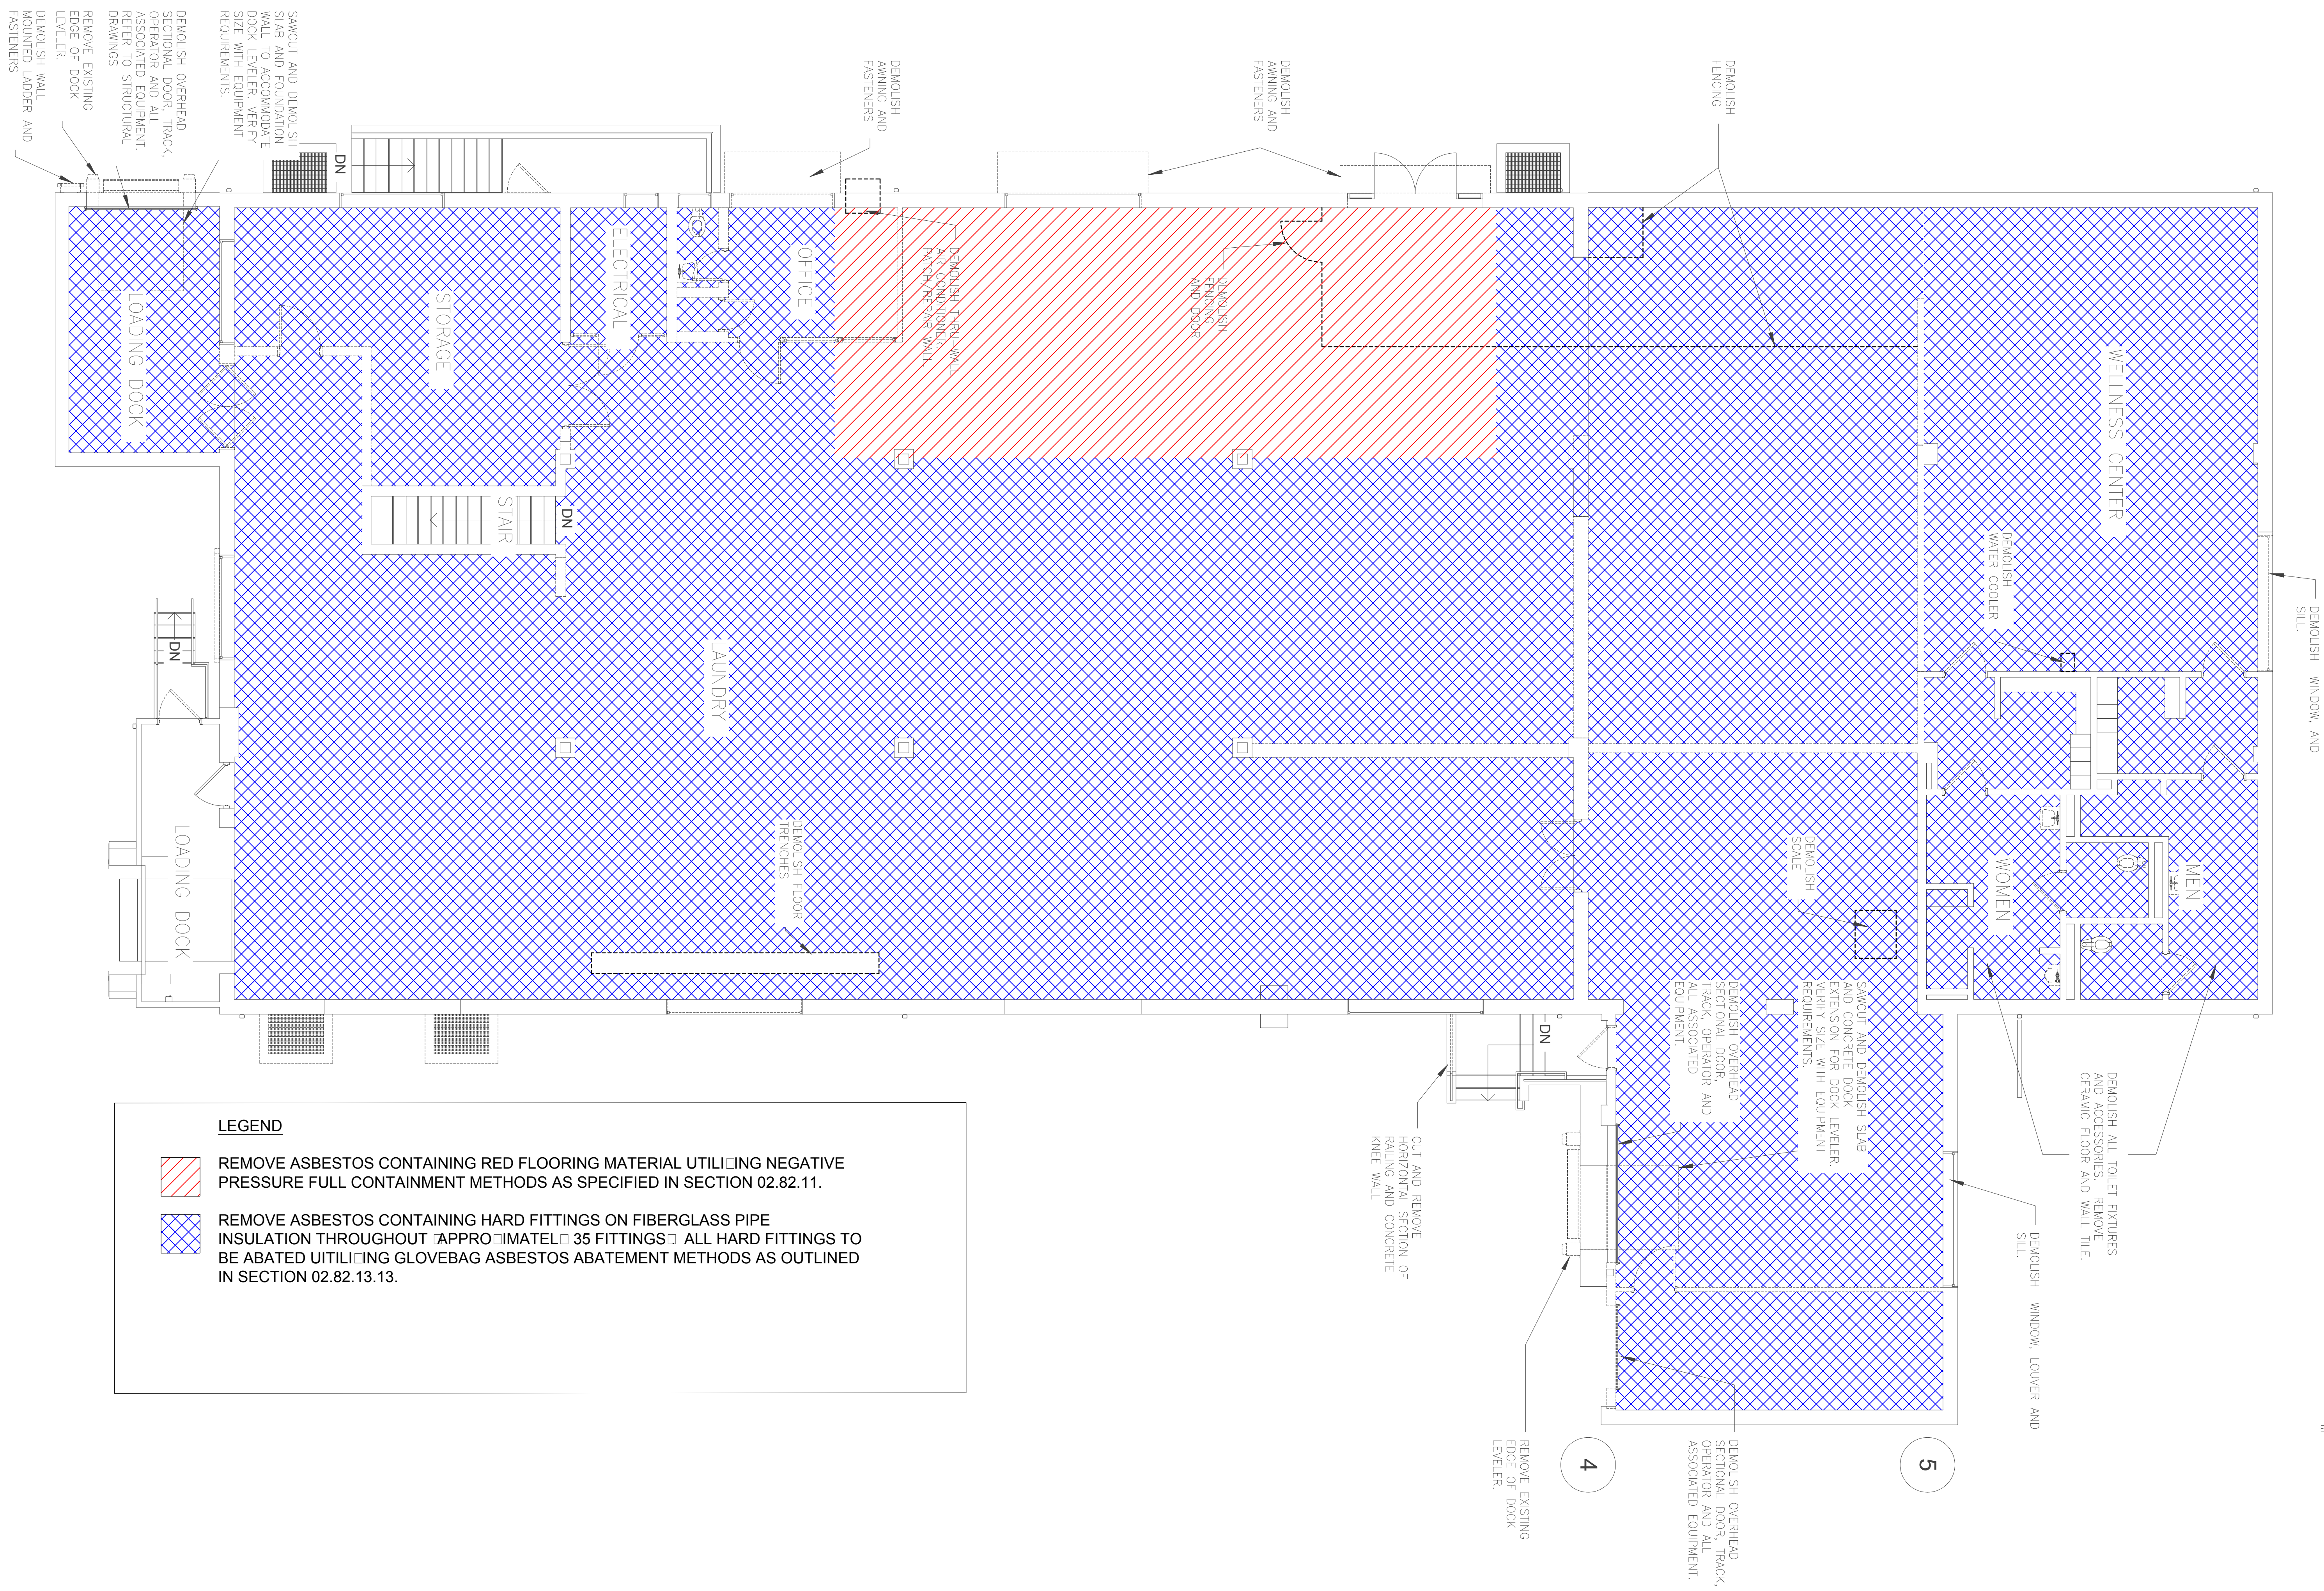 SAWCUT AND DEMOLISH
SLAB AND FOUNDATION
WALL TO ACCOMMODATE
DOCK LEVELER. VERIFY
SIZE WITH EQUIPMENT
REQUIREMENTS.
DEMOLISH OVERHEAD
SECTIONAL DOOR, TRACK,
OPERATOR AND ALL
ASSOCIATED EQUIPMENT.
REFER TO STRUCTURAL
DRAWINGS
REMOVE EXISTING
EDGE OF DOCK
LEVELER.
DEMOLISH WALL
MOUNTED LADDER AND
FASTENERS
DEMOLISH
AWNING AND
FASTENERS
DEMOLISH
AWNING AND
FASTENERS
DEMOLISH
FENCING
DEMOLISH WINDOW, AND
SILL.
DN
LOADING DOCK
STORAGE
ELECTRICAL
OFFICE
DEMOLISH THRU-WALL
AIR CONDITIONER
PATCH/REPAIR WALL
DEMOLISH
FENCING
AND DOOR
WELLNESS CENTER
DEMOLISH
WATER COOLER
STAIR
DN
DN
LAUNDRY
LOADING DOCK
DEMOLISH FLOOR
TRENCHES
DEMOLISH
SCALE
WOMEN
MEN
DN
DEMOLISH OVERHEAD
SECTIONAL DOOR,
TRACK, OPERATOR AND
ALL ASSOCIATED
EQUIPMENT.
SAWCUT AND DEMOLISH SLAB
AND CONCRETE DOCK
EXTENSION FOR DOCK LEVELER.
VERIFY SIZE WITH EQUIPMENT
REQUIREMENTS.
DEMOLISH ALL TOILET FIXTURES
AND ACCESSORIES. REMOVE
CERAMIC FLOOR AND WALL TILE.
CUT AND REMOVE
HORIZONTAL SECTION OF
RAILING AND CONCRETE
KNEE WALL
DEMOLISH WINDOW, LOUVER AND
SILL.
REMOVE EXISTING
EDGE OF DOCK
LEVELER.
DEMOLISH OVERHEAD
SECTIONAL DOOR, TRACK,
OPERATOR AND ALL
ASSOCIATED EQUIPMENT.
4
5
LEGEND
REMOVE ASBESTOS CONTAINING RED FLOORING MATERIAL UTILI□ING NEGATIVE
PRESSURE FULL CONTAINMENT METHODS AS SPECIFIED IN SECTION 02.82.11.
REMOVE ASBESTOS CONTAINING HARD FITTINGS ON FIBERGLASS PIPE
INSULATION THROUGHOUT □APPRO□IMATEL□ 35 FITTINGS□. ALL HARD FITTINGS TO
BE ABATED UITILI□ING GLOVEBAG ASBESTOS ABATEMENT METHODS AS OUTLINED
IN SECTION 02.82.13.13.